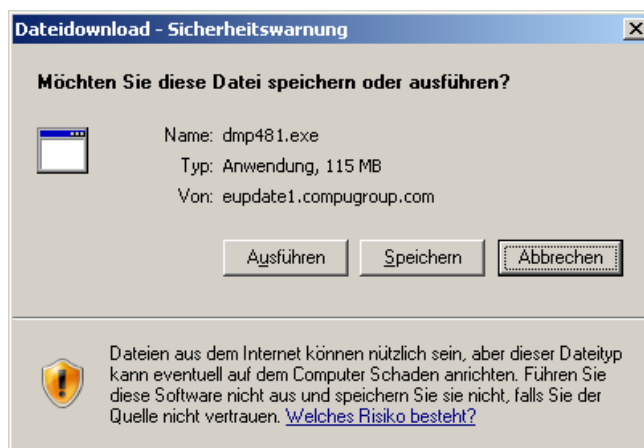 Dateidownload - Sicherheitswarnung
Möchten Sie diese Datei speichern oder ausführen?
Name: dmp481.exe
Typ: Anwendung, 115 MB
Von: eupdate1.compugroup.com
Ausführen Speichern Abbrechen
Dateien aus dem Internet können nützlich sein, aber dieser Dateityp
kann eventuell auf dem Computer Schaden anrichten. Führen Sie
diese Software nicht aus und speichern Sie sie nicht, falls Sie der
Quelle nicht vertrauen. Welches Risiko besteht?